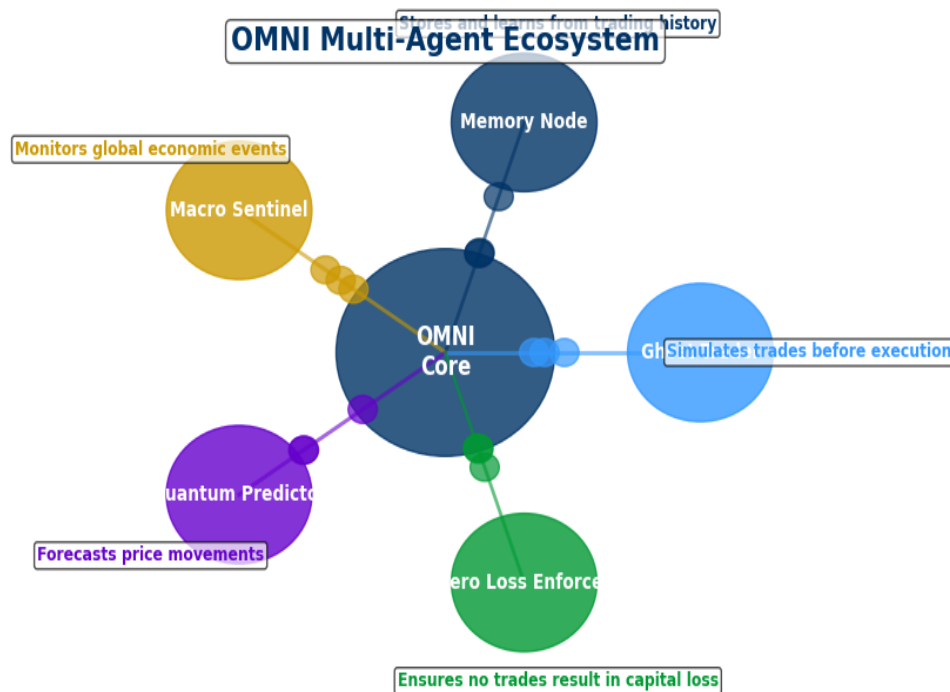 Stores and learns from trading history
OMNI Multi-Agent Ecosystem
Memory Node
Monitors global economic events
Macro Sentinel
OMNI
Core
Simulates trades before execution
uantum Predicto
Forecasts price movements
ero Loss Enforce
Ensures no trades result in capital loss